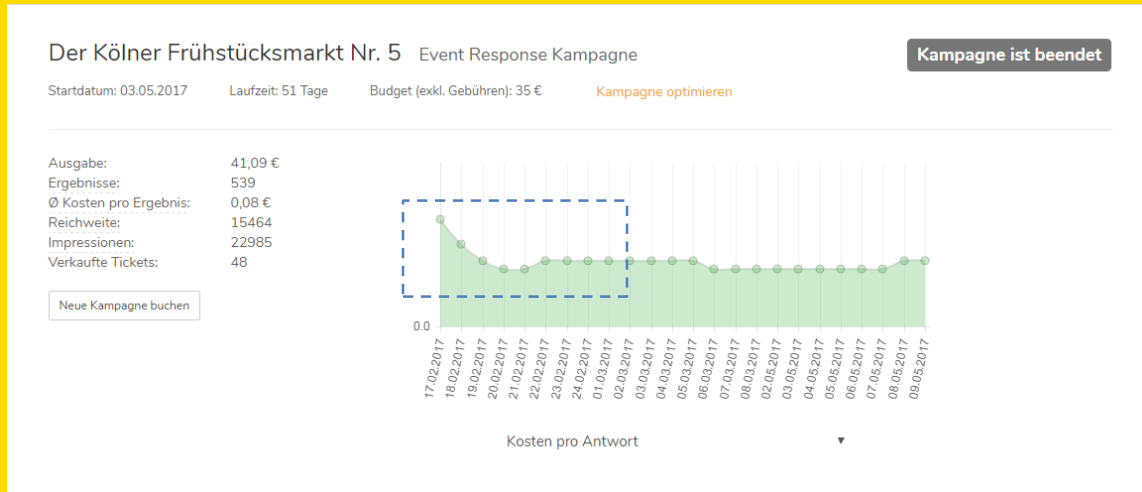 Der Kölner Frühstücksmarkt Nr. 5 Event Response Kampagne
Kampagne ist beendet
Startdatum: 03.05.2017 Laufzeit: 51 Tage Budget (exkl. Gebühren): 35 € Kampagne optimieren
Ausgabe: 41,09 €
Ergebnisse: 539
Ø Kosten pro Ergebnis: 0,08 €
Reichweite: 15464
Impressionen: 22985
Verkaufte Tickets: 48
Neue Kampagne buchen
0.0
17.02.2017
18.02.2017
19.02.2017
20.02.2017
21.02.2017
22.02.2017
23.02.2017
24.02.2017
01.03.2017
02.03.2017
03.03.2017
04.03.2017
05.03.2017
06.03.2017
07.03.2017
08.03.2017
02.05.2017
03.05.2017
04.05.2017
05.05.2017
06.05.2017
07.05.2017
08.05.2017
09.05.2017
Kosten pro Antwort